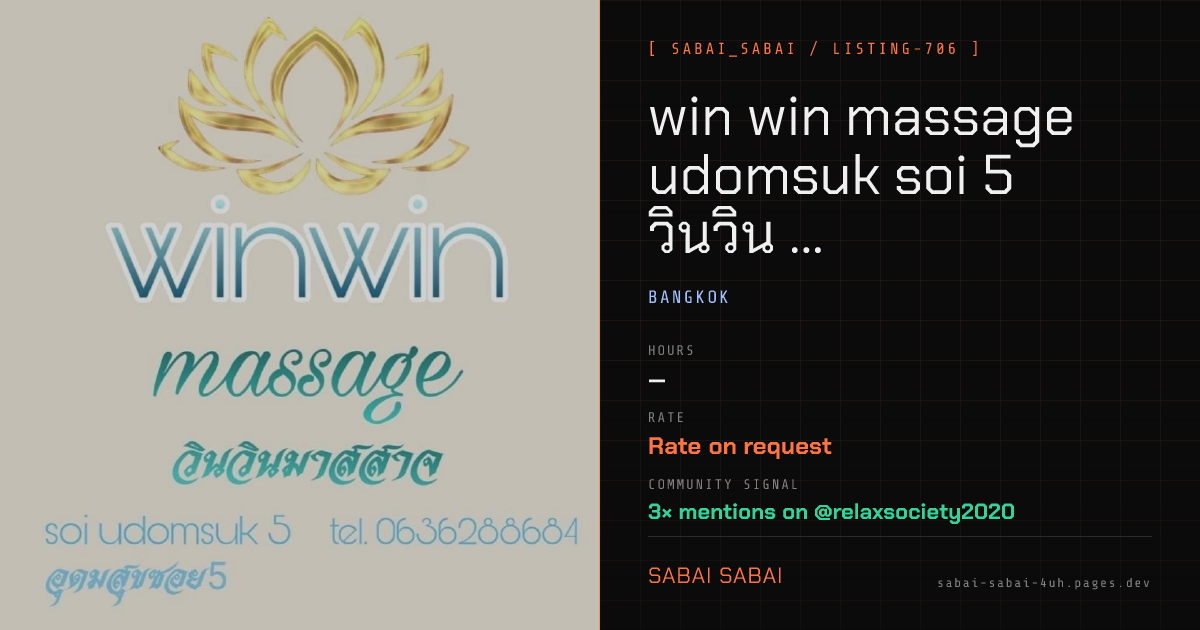 winwin
massage
วินวินมาสสาจ
soi udomsuk 5 tel. 0636288684
อุดมสุขซอย5
[ SABAI_SABAI / LISTING-706 ]
win win massage
udomsuk soi 5
วินวิน ...
BANGKOK
HOURS
—
RATE
Rate on request
COMMUNITY SIGNAL
3× mentions on @relaxsociety2020
SABAI SABAI
sabai-sabai-4uh.pages.dev